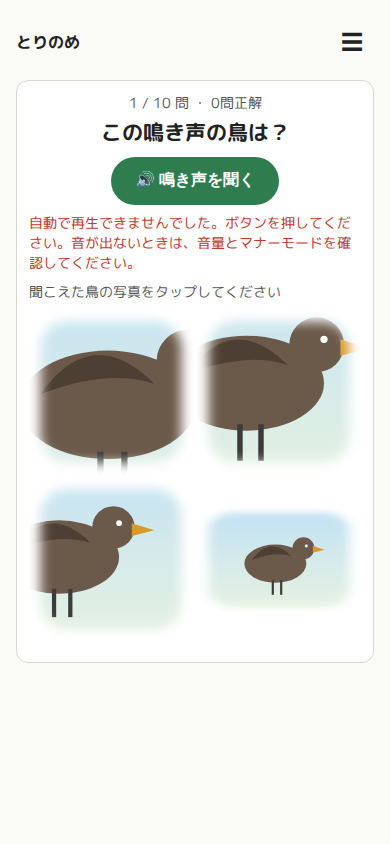 とりのめ
1 / 10 問 · 0問正解
この鳴き声の鳥は？
🔊 鳴き声を聞く
自動で再生できませんでした。ボタンを押してくだ
さい。音が出ないときは、音量とマナーモードを確
認してください。
聞こえた鳥の写真をタップしてください